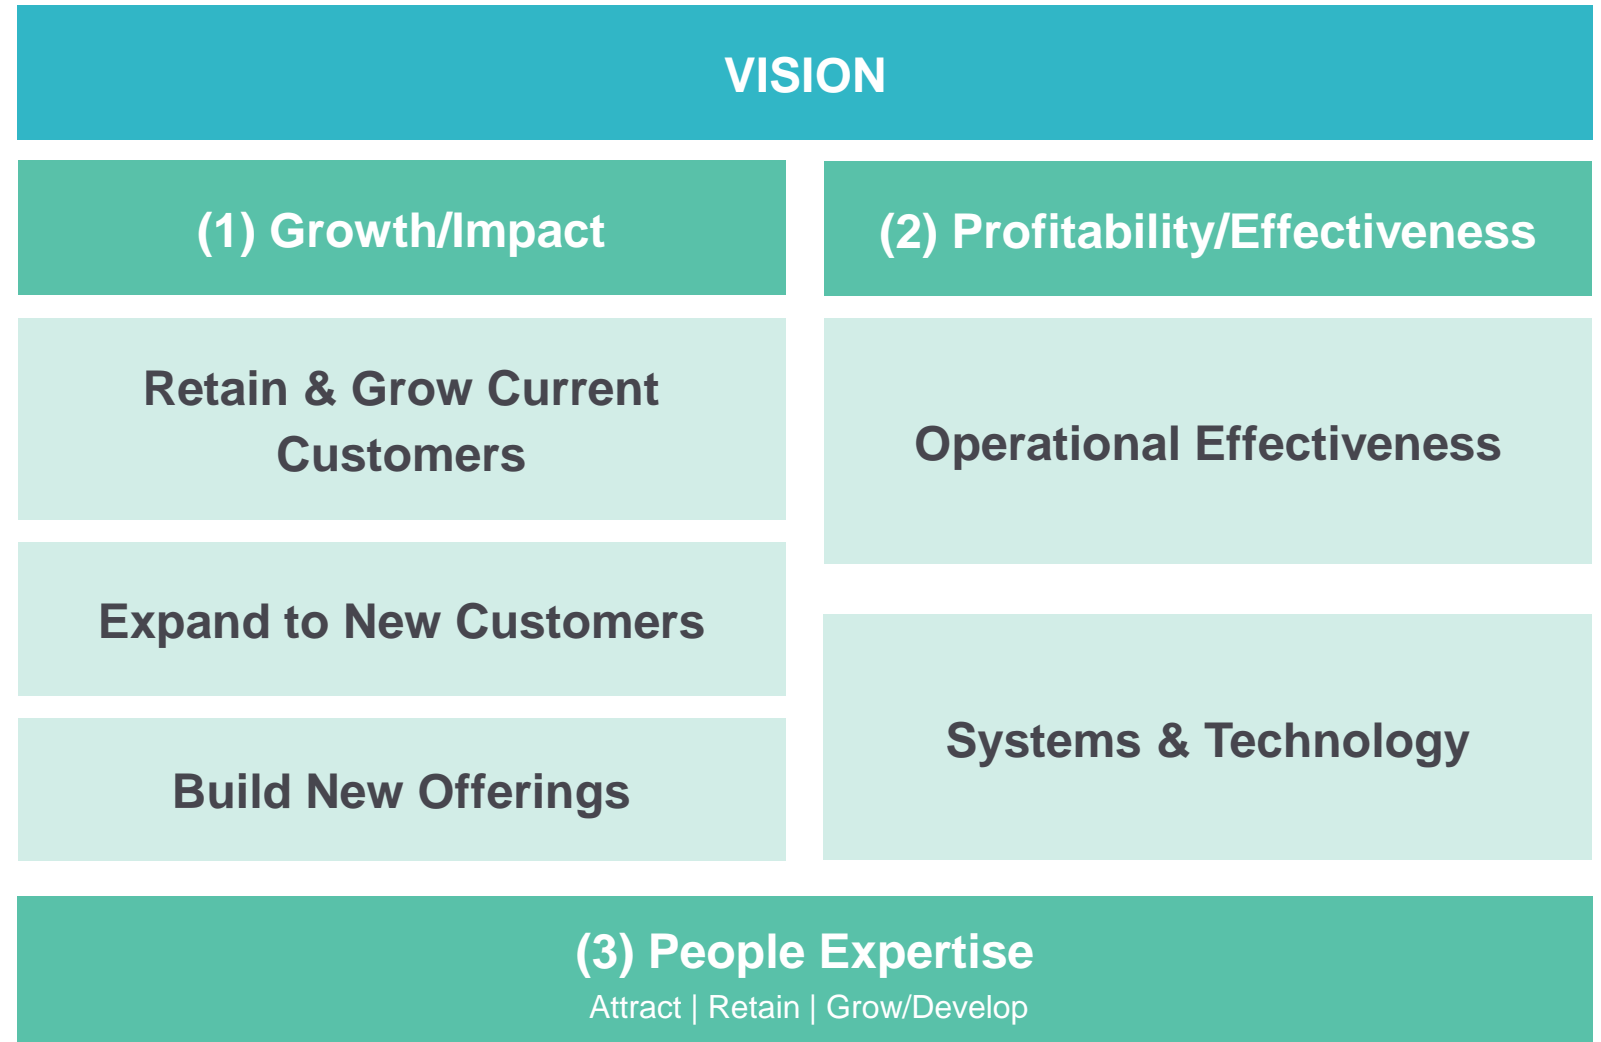 VISION
(1) Growth/Impact
Retain & Grow Current
Customers
Expand to New Customers
Build New Offerings
(2) Profitability/Effectiveness
Operational Effectiveness
Systems & Technology
(3) People Expertise
Attract | Retain | Grow/Develop